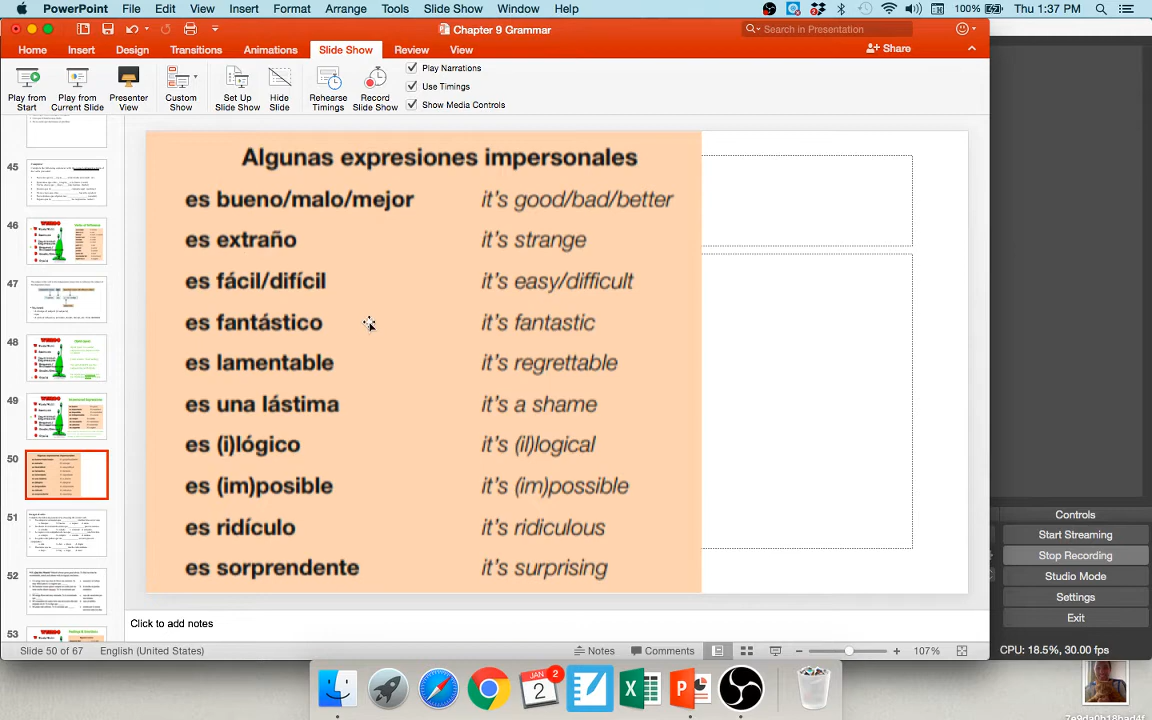 PowerPoint File Edit View Insert Format Arrange Tools Slide Show Window Help 100% Thu 1:37 PM
Chapter 9 Grammar
Search in Presentation
Home Insert Design Transitions Animations Slide Show Review View
Share
Play from Start
Play from Current Slide
Presenter View
Custom Show
Set Up Slide Show
Hide Slide
Rehearse Timings
Record Slide Show
Play Narrations
Use Timings
Show Media Controls
45
46
47
48
49
50
51
52
53
Algunas expresiones impersonales
es bueno/malo/mejor it's good/bad/better
es extraño it's strange
es fácil/difícil it's easy/difficult
es fantástico it's fantastic
es lamentable it's regrettable
es una lástima it's a shame
es (i)lógico it's (il)logical
es (im)posible it's (im)possible
es ridículo it's ridiculous
es sorprendente it's surprising
Click to add notes
Slide 50 of 67 English (United States) Notes Comments 107%
Controls
Start Streaming
Stop Recording
Studio Mode
Settings
Exit
CPU: 18.5%, 30.00 fps
JAN 2
2